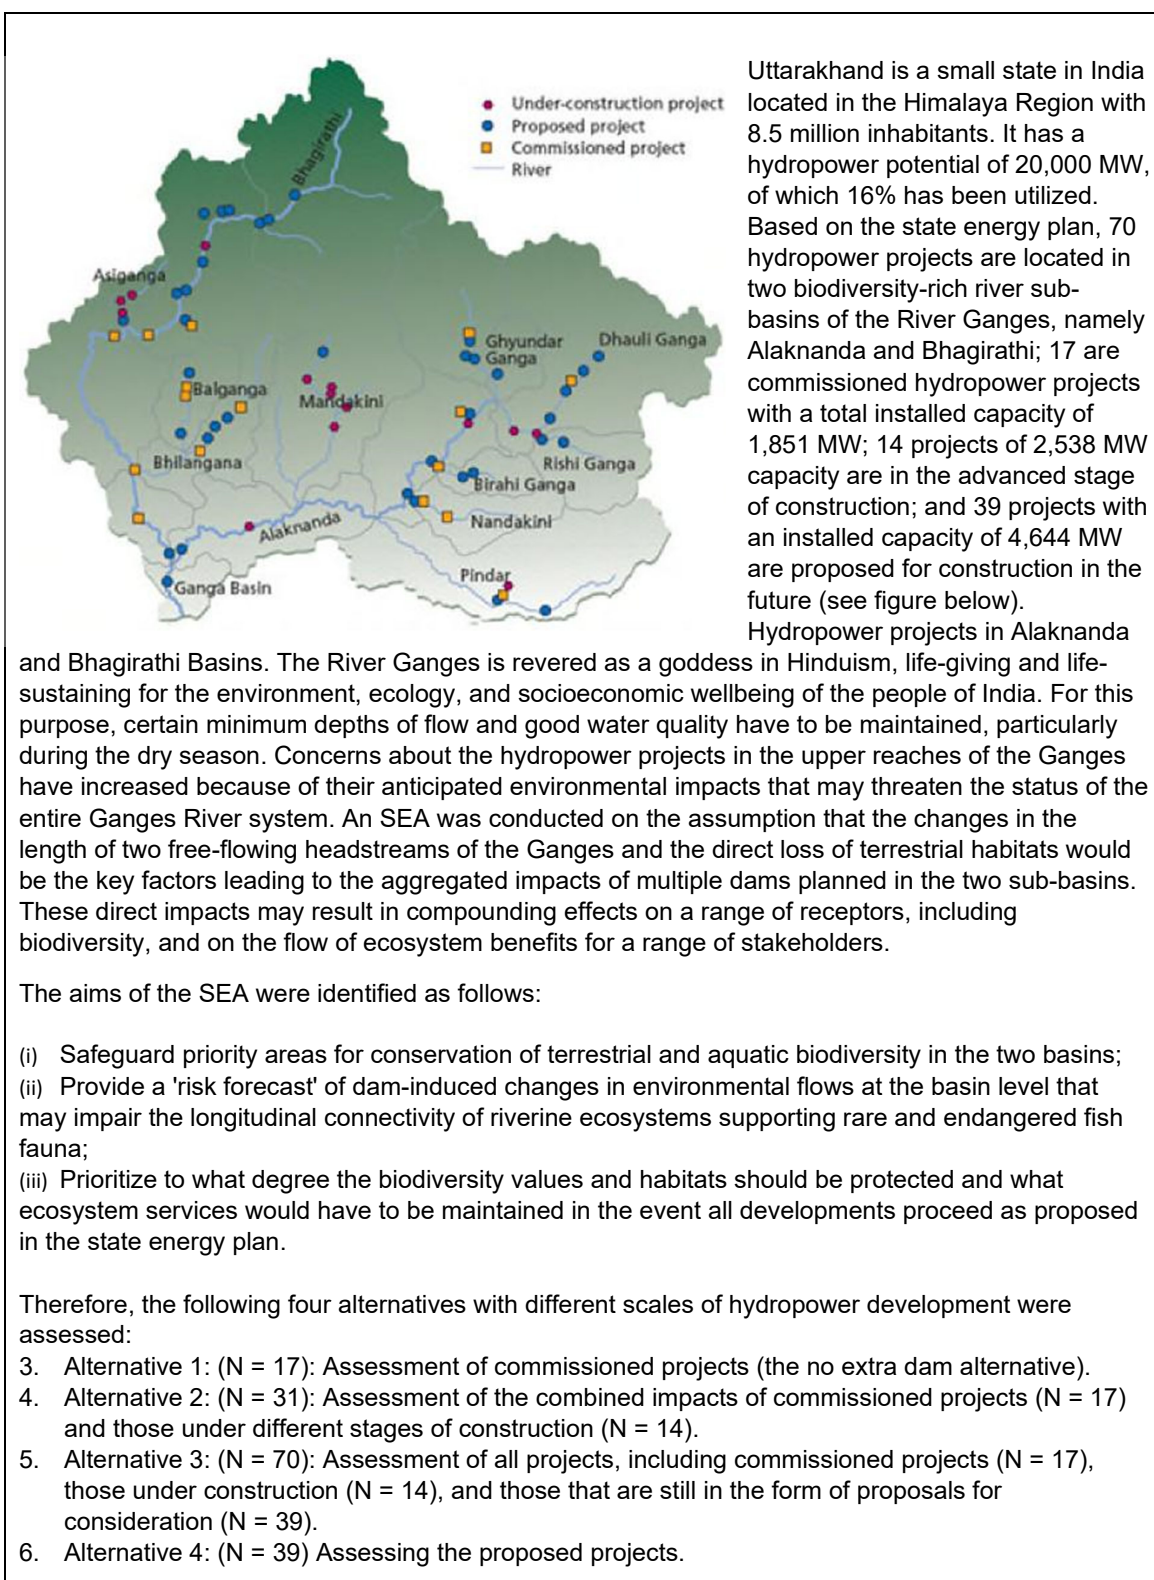 Under-construction project
Proposed project
Commissioned project
River
Bhagirathi
Asiganga
Ghyundar
Ganga
Dhauli Ganga
Balganga
Mandakini
Bhilangana
Rishi Ganga
Birahi Ganga
Nandakini
Alaknanda
Pindar
Ganga Basin
Uttarakhand is a small state in India
located in the Himalaya Region with
8.5 million inhabitants. It has a
hydropower potential of 20,000 MW,
of which 16% has been utilized.
Based on the state energy plan, 70
hydropower projects are located in
two biodiversity-rich river sub-
basins of the River Ganges, namely
Alaknanda and Bhagirathi; 17 are
commissioned hydropower projects
with a total installed capacity of
1,851 MW; 14 projects of 2,538 MW
capacity are in the advanced stage
of construction; and 39 projects with
an installed capacity of 4,644 MW
are proposed for construction in the
future (see figure below).
Hydropower projects in Alaknanda
and Bhagirathi Basins. The River Ganges is revered as a goddess in Hinduism, life-giving and life-
sustaining for the environment, ecology, and socioeconomic wellbeing of the people of India. For this
purpose, certain minimum depths of flow and good water quality have to be maintained, particularly
during the dry season. Concerns about the hydropower projects in the upper reaches of the Ganges
have increased because of their anticipated environmental impacts that may threaten the status of the
entire Ganges River system. An SEA was conducted on the assumption that the changes in the
length of two free-flowing headstreams of the Ganges and the direct loss of terrestrial habitats would
be the key factors leading to the aggregated impacts of multiple dams planned in the two sub-basins.
These direct impacts may result in compounding effects on a range of receptors, including
biodiversity, and on the flow of ecosystem benefits for a range of stakeholders.
The aims of the SEA were identified as follows:
(i) Safeguard priority areas for conservation of terrestrial and aquatic biodiversity in the two basins;
(ii) Provide a 'risk forecast' of dam-induced changes in environmental flows at the basin level that
may impair the longitudinal connectivity of riverine ecosystems supporting rare and endangered fish
fauna;
(iii) Prioritize to what degree the biodiversity values and habitats should be protected and what
ecosystem services would have to be maintained in the event all developments proceed as proposed
in the state energy plan.
Therefore, the following four alternatives with different scales of hydropower development were
assessed:
3. Alternative 1: (N = 17): Assessment of commissioned projects (the no extra dam alternative).
4. Alternative 2: (N = 31): Assessment of the combined impacts of commissioned projects (N = 17)
and those under different stages of construction (N = 14).
5. Alternative 3: (N = 70): Assessment of all projects, including commissioned projects (N = 17),
those under construction (N = 14), and those that are still in the form of proposals for
consideration (N = 39).
6. Alternative 4: (N = 39) Assessing the proposed projects.